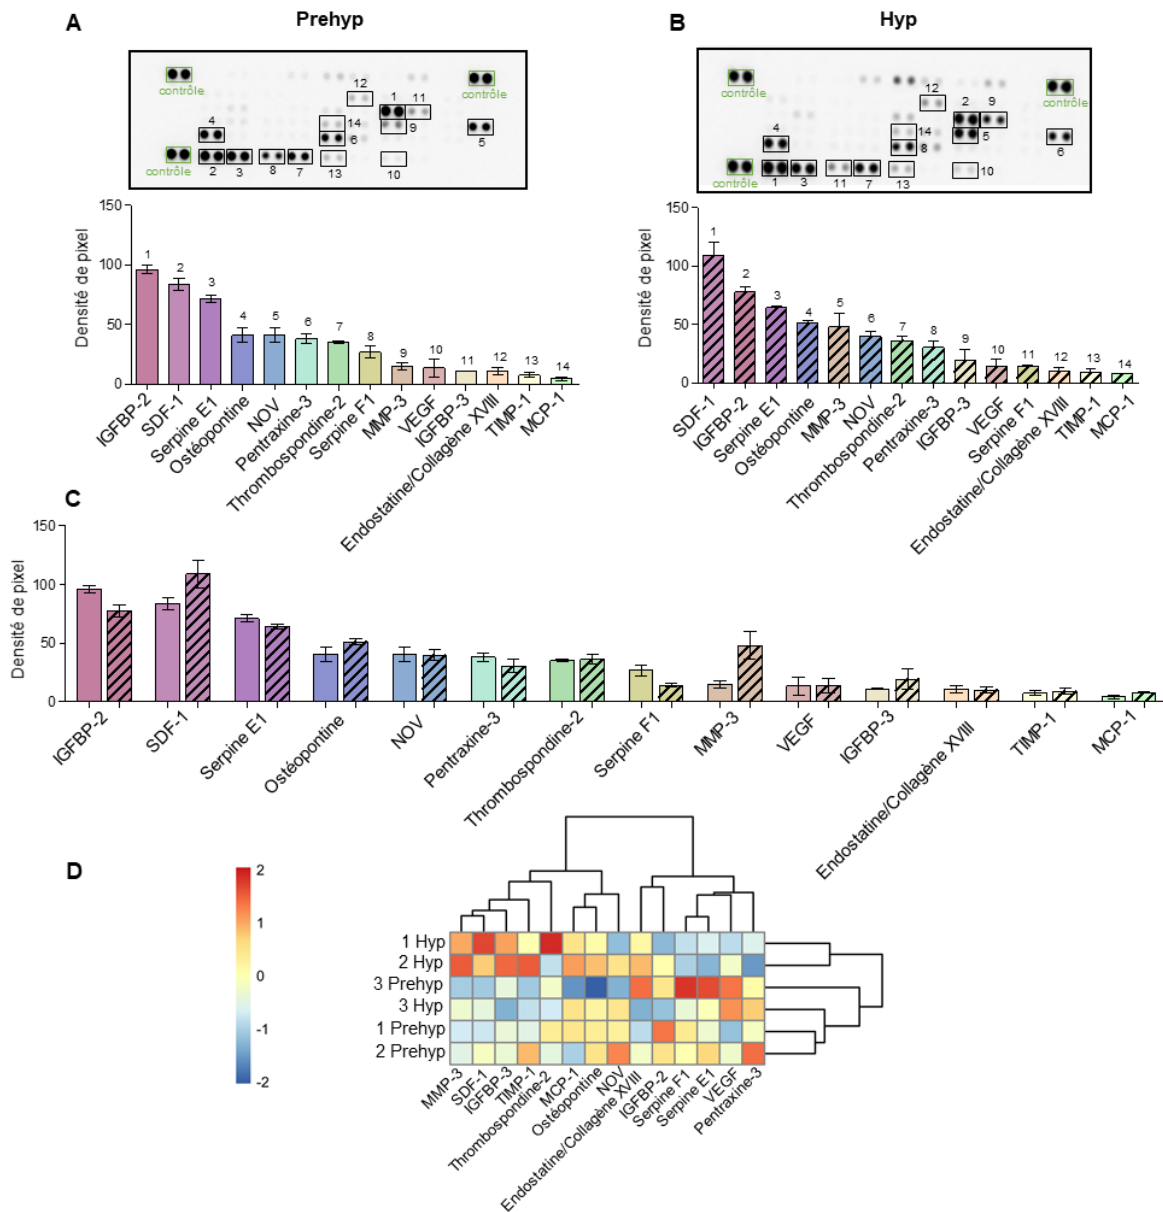 A
Prehyp
B
Hyp
contrôle
contrôle
contrôle
12
1
11
4
14
9
6
5
2
3
8
7
13
10
contrôle
contrôle
contrôle
12
2
9
4
14
5
8
6
1
3
11
7
13
10
Densité de pixel
150
100
50
0
1
2
3
4
5
6
7
8
9
10
11
12
13
14
IGFBP-2
SDF-1
Serpine E1
Ostéopontine
NOV
Pentraxine-3
Thrombospondine-2
Serpine F1
MMP-3
VEGF
IGFBP-3
Endostatine/Collagène XVIII
TIMP-1
MCP-1
Densité de pixel
150
100
50
0
1
2
3
4
5
6
7
8
9
10
11
12
13
14
SDF-1
IGFBP-2
Serpine E1
Ostéopontine
MMP-3
NOV
Thrombospondine-2
Pentraxine-3
IGFBP-3
VEGF
Serpine F1
Endostatine/Collagène XVIII
TIMP-1
MCP-1
C
Densité de pixel
150
100
50
0
IGFBP-2
SDF-1
Serpine E1
Ostéopontine
NOV
Pentraxine-3
Thrombospondine-2
Serpine F1
MMP-3
VEGF
IGFBP-3
Endostatine/Collagène XVIII
TIMP-1
MCP-1
D
2
1
0
-1
-2
1 Hyp
2 Hyp
3 Prehyp
3 Hyp
1 Prehyp
2 Prehyp
MMP-3
SDF-1
IGFBP-3
TIMP-1
Thrombospondine-2
MCP-1
Ostéopontine
NOV
Endostatine/Collagène XVIII
IGFBP-2
Serpine F1
Serpine E1
VEGF
Pentraxine-3